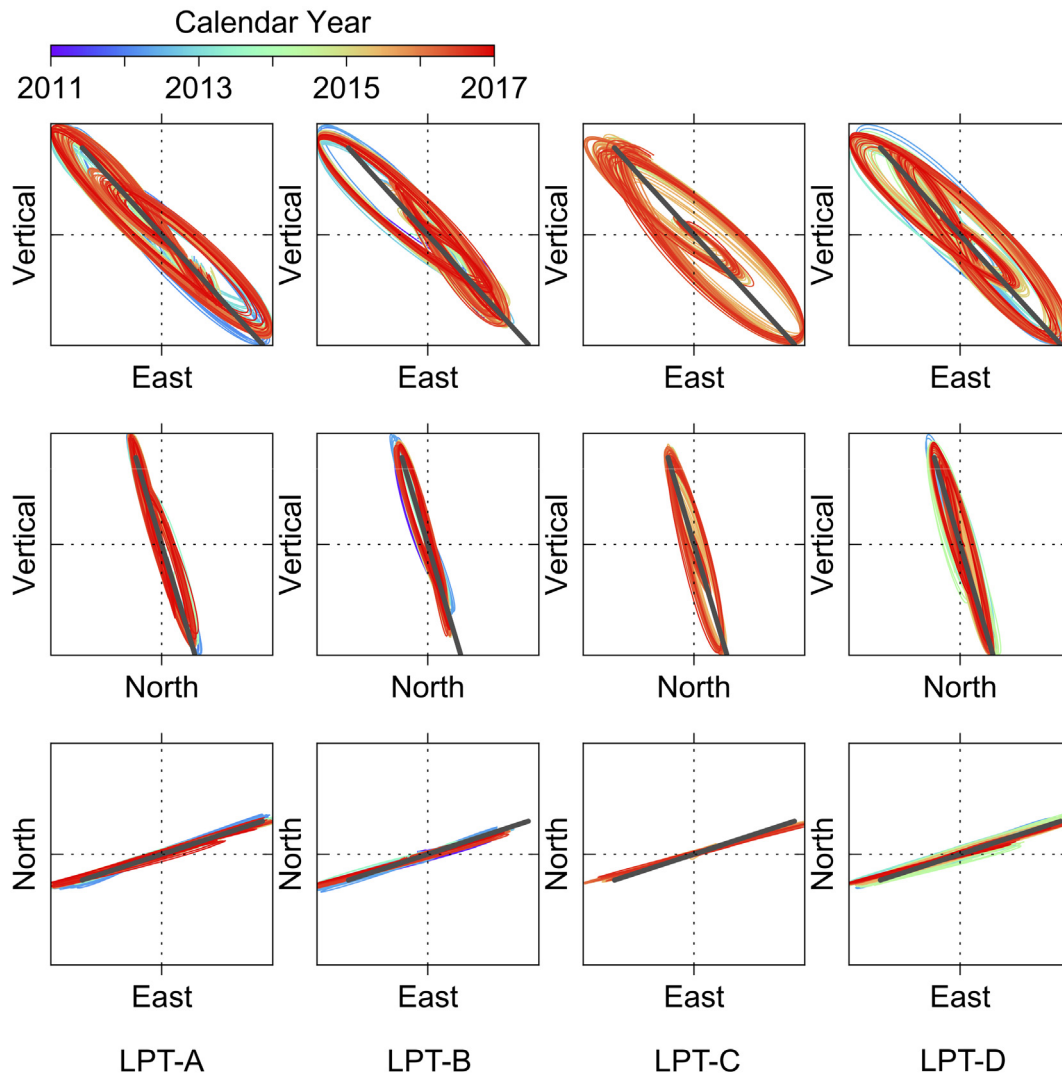 Calendar Year
2011 2013 2015 2017
Vertical Vertical Vertical Vertical
East East East East
Vertical Vertical Vertical Vertical
North North North North
North North North North
East East East East
LPT-A LPT-B LPT-C LPT-D